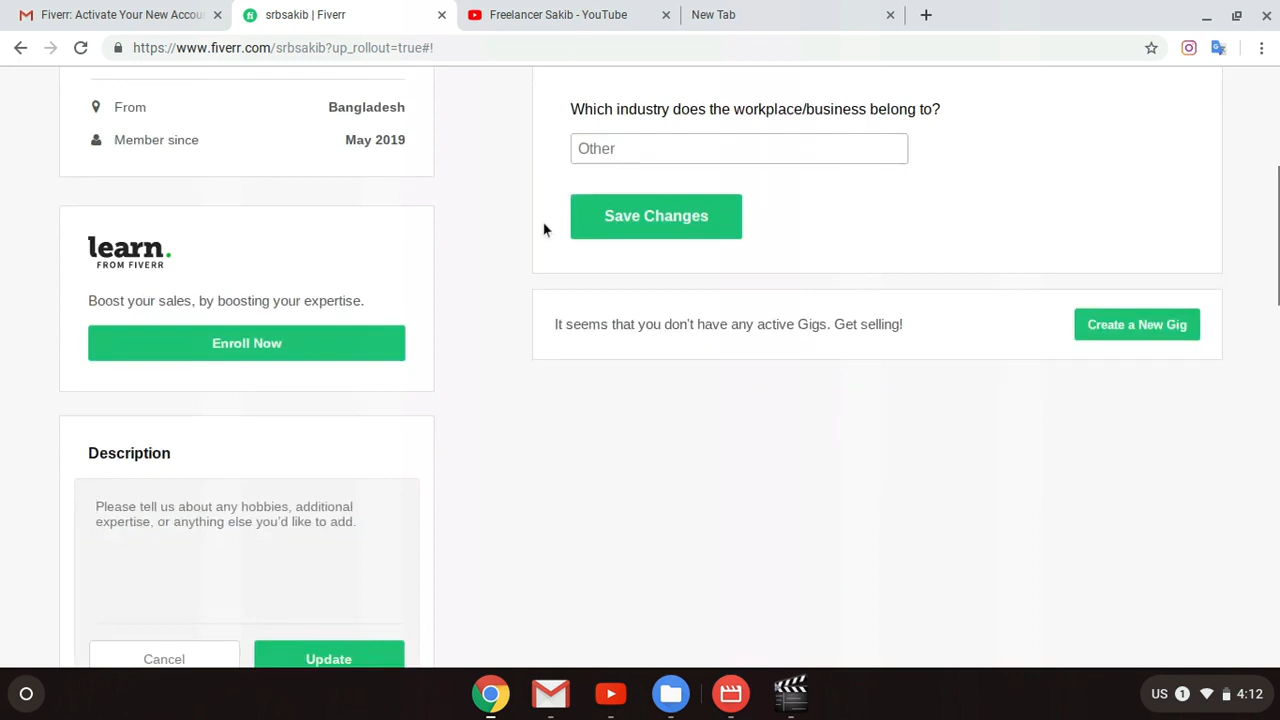 Fiverr: Activate Your New Accou
srbsakib | Fiverr
Freelancer Sakib - YouTube
New Tab
https://www.fiverr.com/srbsakib?up_rollout=true#!
From Bangladesh
Member since May 2019
learn.
FROM FIVERR
Boost your sales, by boosting your expertise.
Enroll Now
Description
Please tell us about any hobbies, additional
expertise, or anything else you'd like to add.
Cancel Update
Which industry does the workplace/business belong to?
Other
Save Changes
It seems that you don't have any active Gigs. Get selling!
Create a New Gig
US 1 4:12